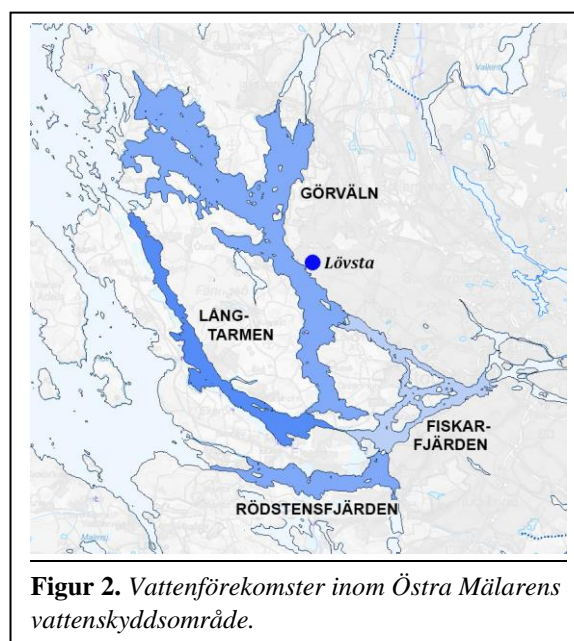 GÖRVÄLN
Lövsta
LÅNG-
TARMEN
FISKAR-
FJÄRDEN
RÖDSTENSFJÄRDEN
Figur 2. Vattenförekomster inom Östra Mälarens
vattenskyddsområde.